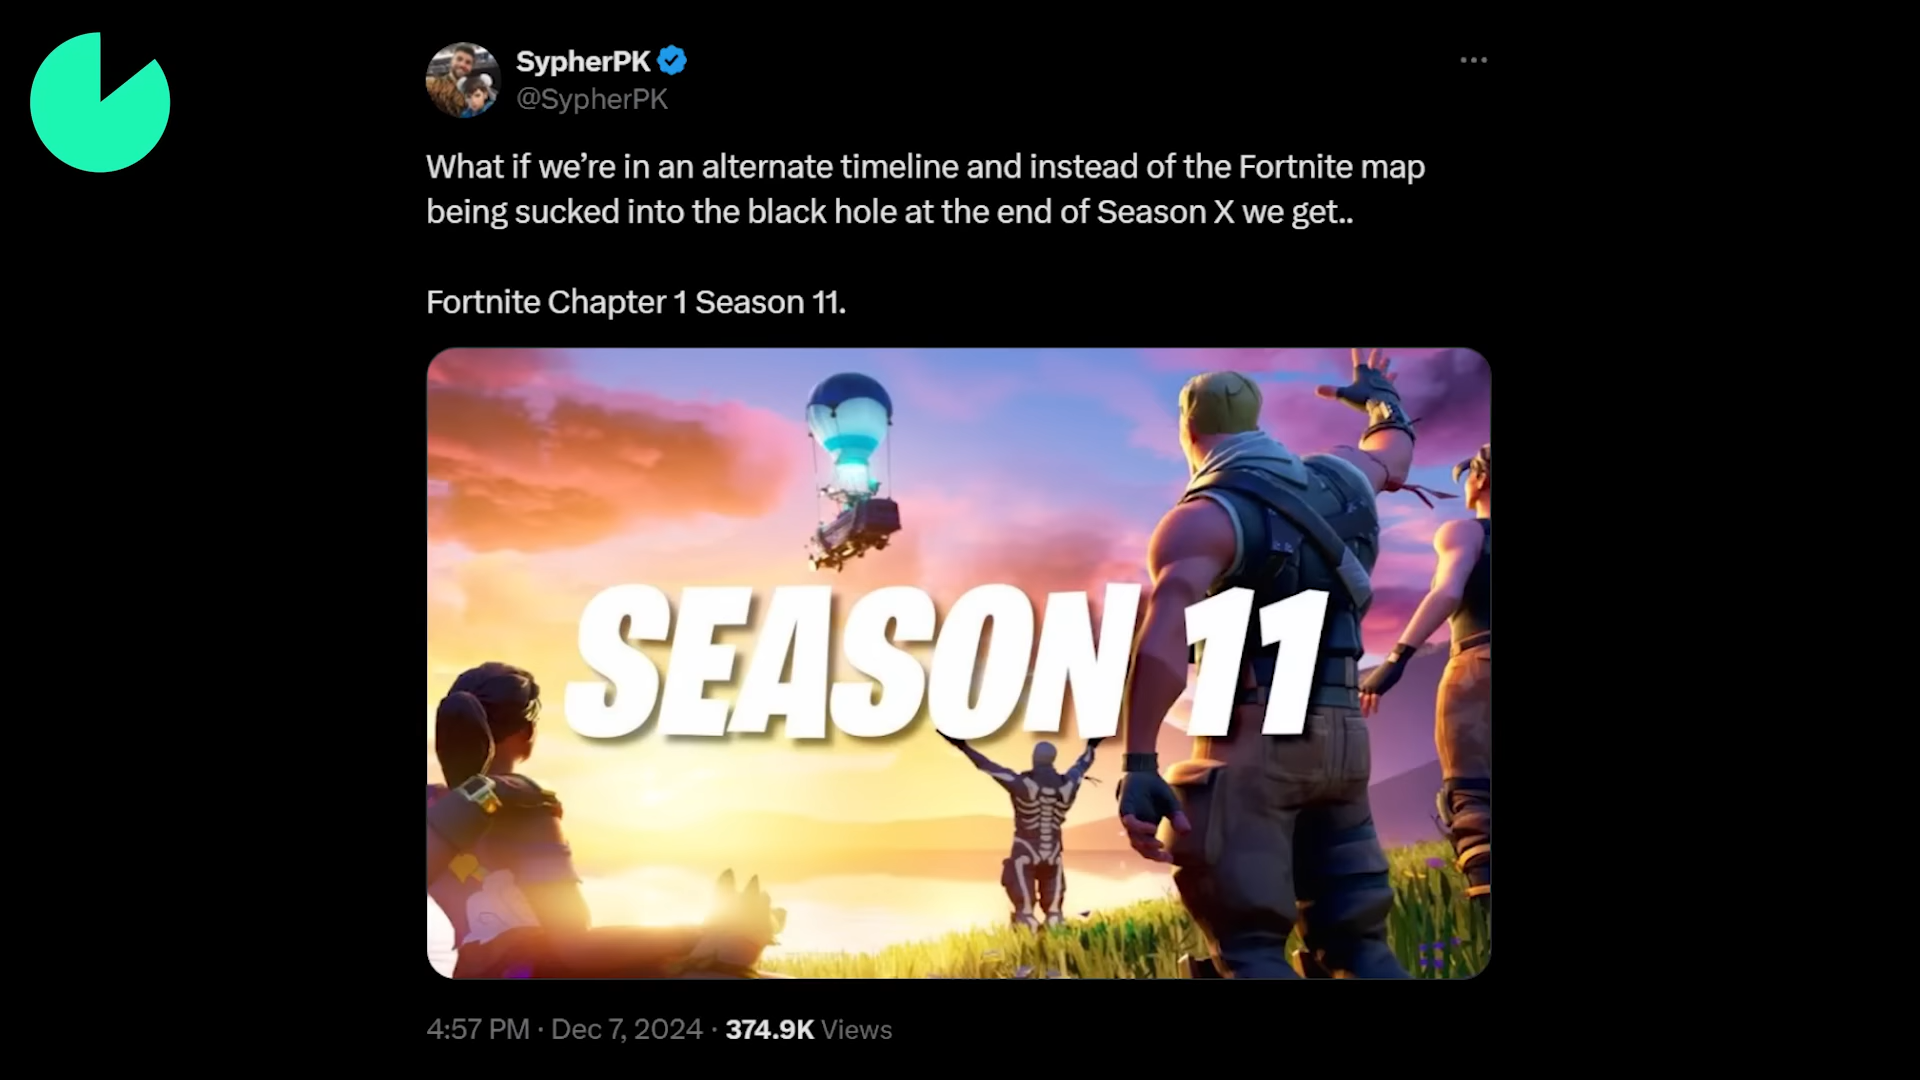 SypherPK
@SypherPK
What if we’re in an alternate timeline and instead of the Fortnite map
being sucked into the black hole at the end of Season X we get..
Fortnite Chapter 1 Season 11.
SEASON 11
4:57 PM · Dec 7, 2024 · 374.9K Views